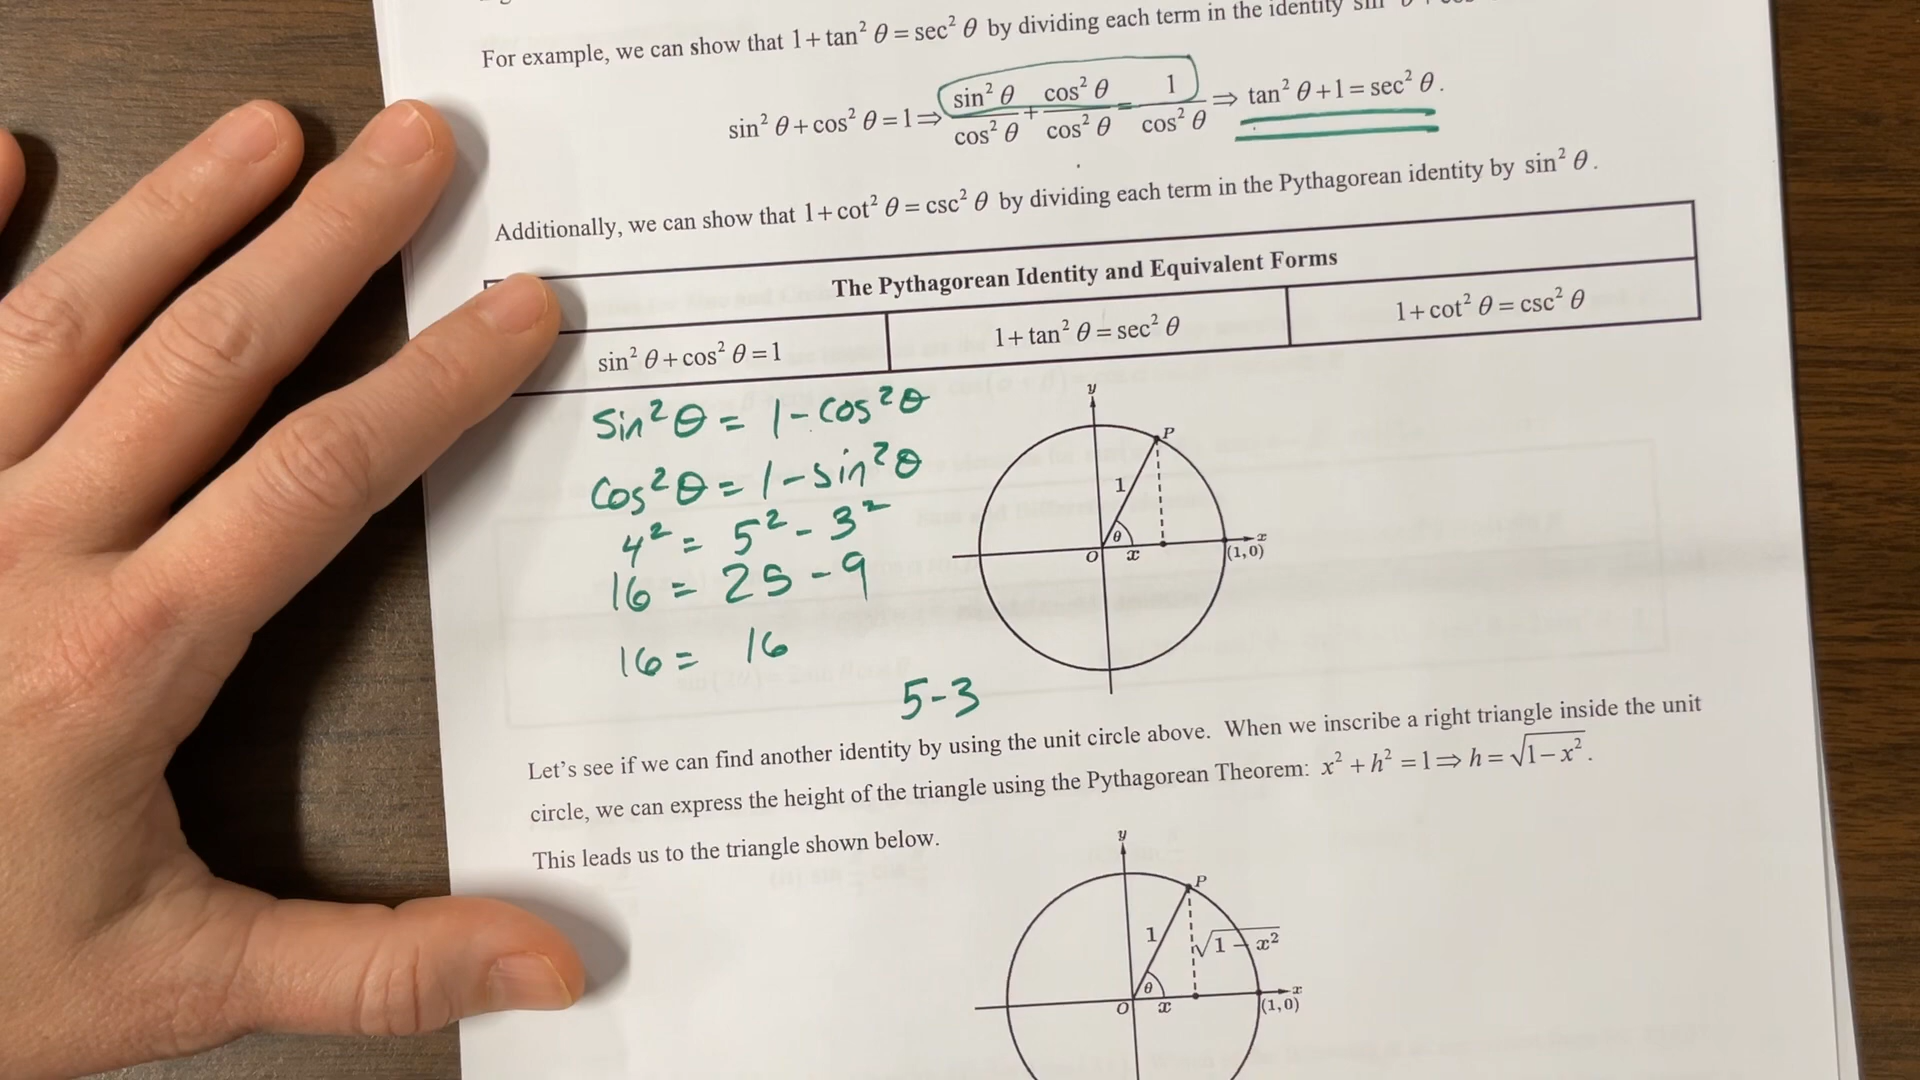 For example, we can show that 1 + tan² θ = sec² θ by dividing each term in the identity sin² θ
sin² θ + cos² θ = 1 ⇒ sin² θ / cos² θ + cos² θ / cos² θ = 1 / cos² θ ⇒ tan² θ + 1 = sec² θ.
Additionally, we can show that 1 + cot² θ = csc² θ by dividing each term in the Pythagorean identity by sin² θ.
The Pythagorean Identity and Equivalent Forms
sin² θ + cos² θ = 1
1 + tan² θ = sec² θ
1 + cot² θ = csc² θ
Sin² θ = 1 - cos² θ
Cos² θ = 1 - sin² θ
4² = 5² - 3²
16 = 25 - 9
16 = 16
5-3
y
P
1
θ
O
x
x
(1,0)
Let's see if we can find another identity by using the unit circle above. When we inscribe a right triangle inside the unit
circle, we can express the height of the triangle using the Pythagorean Theorem: x² + h² = 1 ⇒ h = √(1 − x²).
This leads us to the triangle shown below.
y
P
1
√(1 − x²)
θ
O
x
x
(1,0)